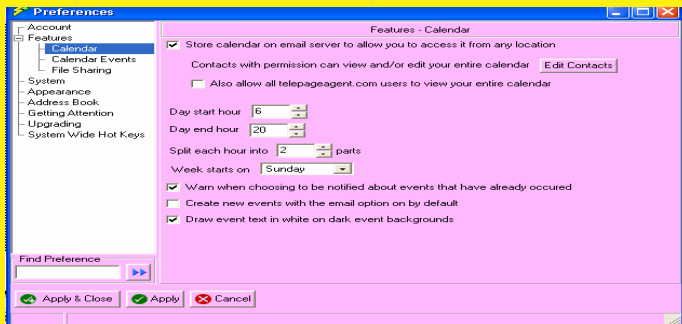 Preferences
Account
Features
Calendar
Calendar Events
File Sharing
System
Appearance
Address Book
Getting Attention
Upgrading
System Wide Hot Keys
Find Preference
Features - Calendar
Store calendar on email server to allow you to access it from any location
Contacts with permission can view and/or edit your entire calendar Edit Contacts
Also allow all telepageagent.com users to view your entire calendar
Day start hour 6
Day end hour 20
Split each hour into 2 parts
Week starts on Sunday
Warn when choosing to be notified about events that have already occured
Create new events with the email option on by default
Draw event text in white on dark event backgrounds
Apply & Close Apply Cancel